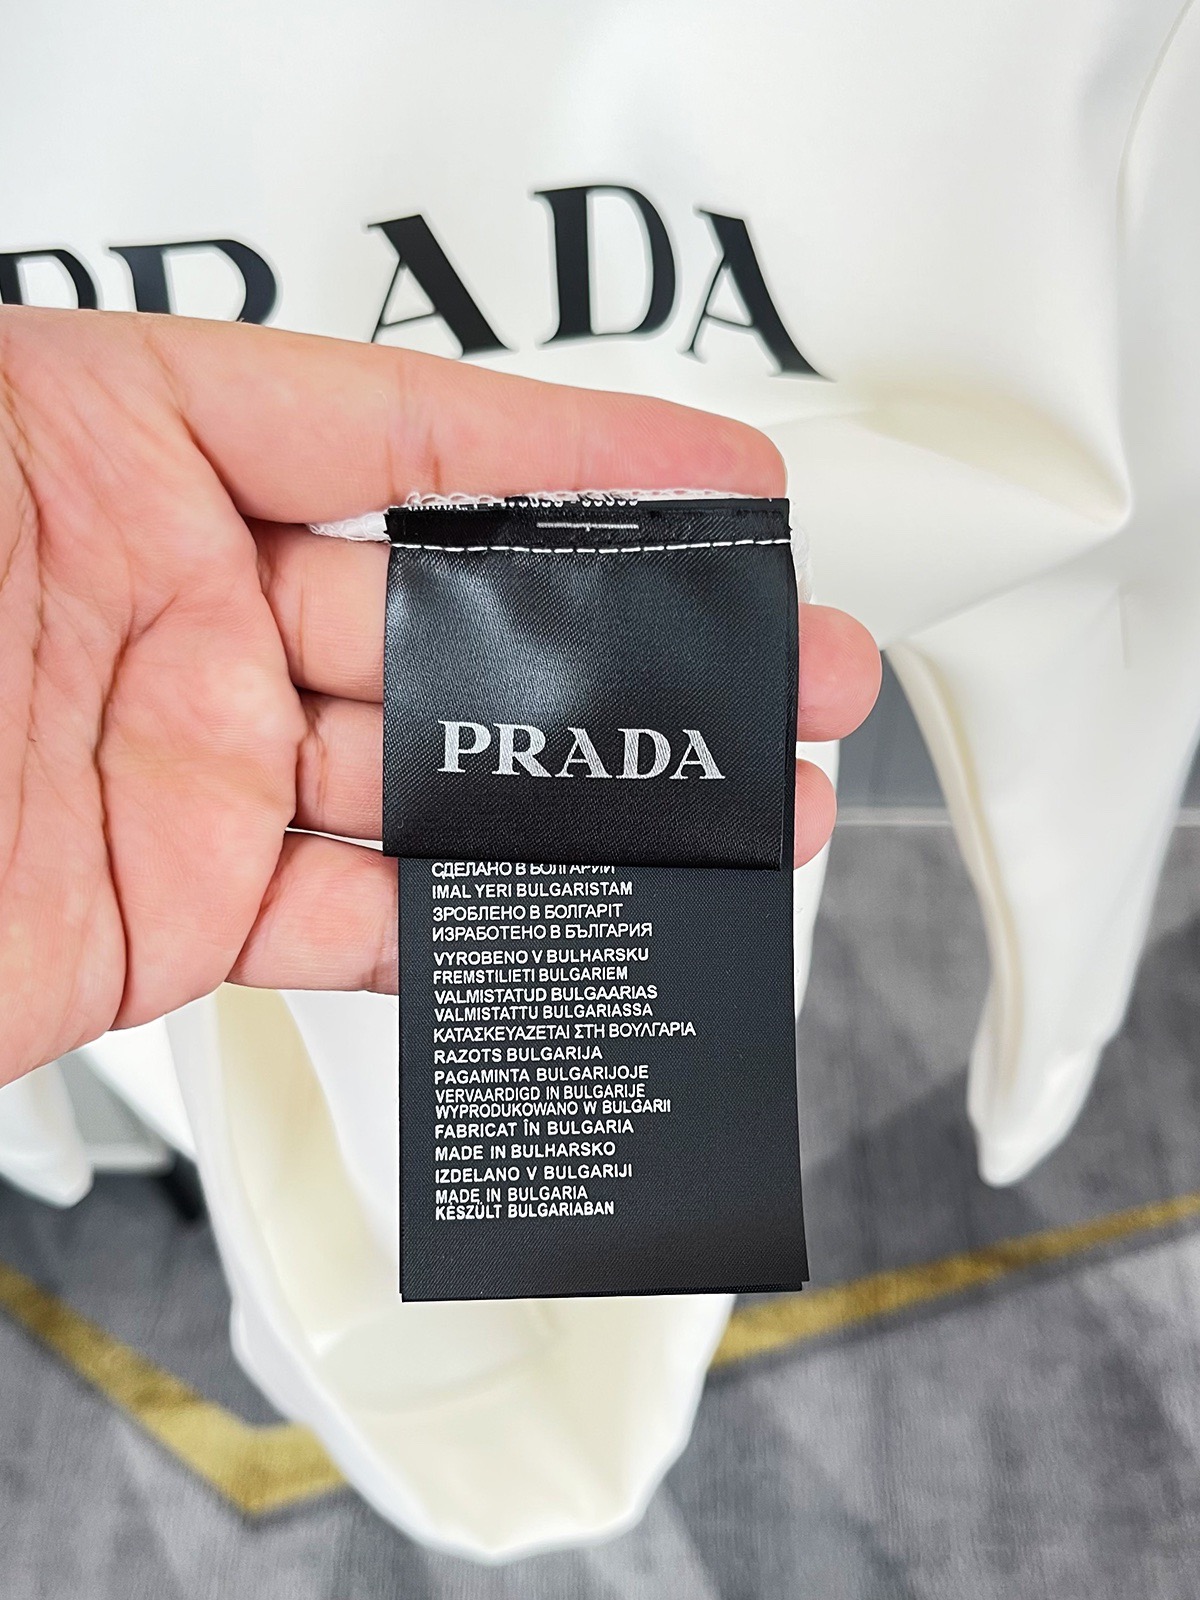 PRADA
PRADA
СДЕЛАНО В БОЛГАРИИ
IMAL YERI BULGARISTAM
ЗРОБЛЕНО В БОЛГАРІТ
ИЗРАБОТЕНО В БЪЛГАРИЯ
VYROBENO V BULHARSKU
FREMSTILIETI BULGARIEM
VALMISTATUD BULGAARIAS
VALMISTATTU BULGARIASSA
ΚΑΤΑΣΚΕΥΑΖΕΤΑΙ ΣΤΗ ΒΟΥΛΓΑΡΙΑ
RAZOTS BULGARIJA
PAGAMINTA BULGARIJOJE
VERVAARDIGD IN BULGARIJE
WYPRODUKOWANO W BULGARII
FABRICAT ÎN BULGARIA
MADE IN BULHARSKO
IZDELANO V BULGARIJI
MADE IN BULGARIA
KÉSZÜLT BULGARIABAN